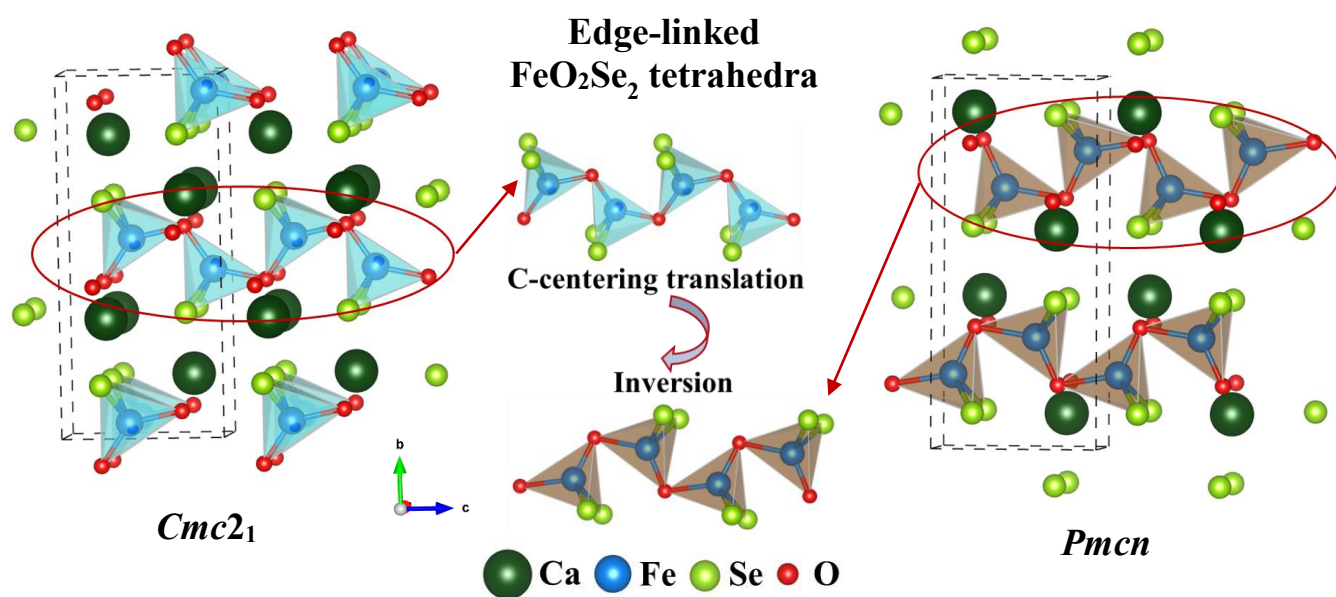 Edge-linked
FeO₂Se₂ tetrahedra
C-centering translation
Inversion
b
c
Cmc2₁
Pmcn
Ca Fe Se O